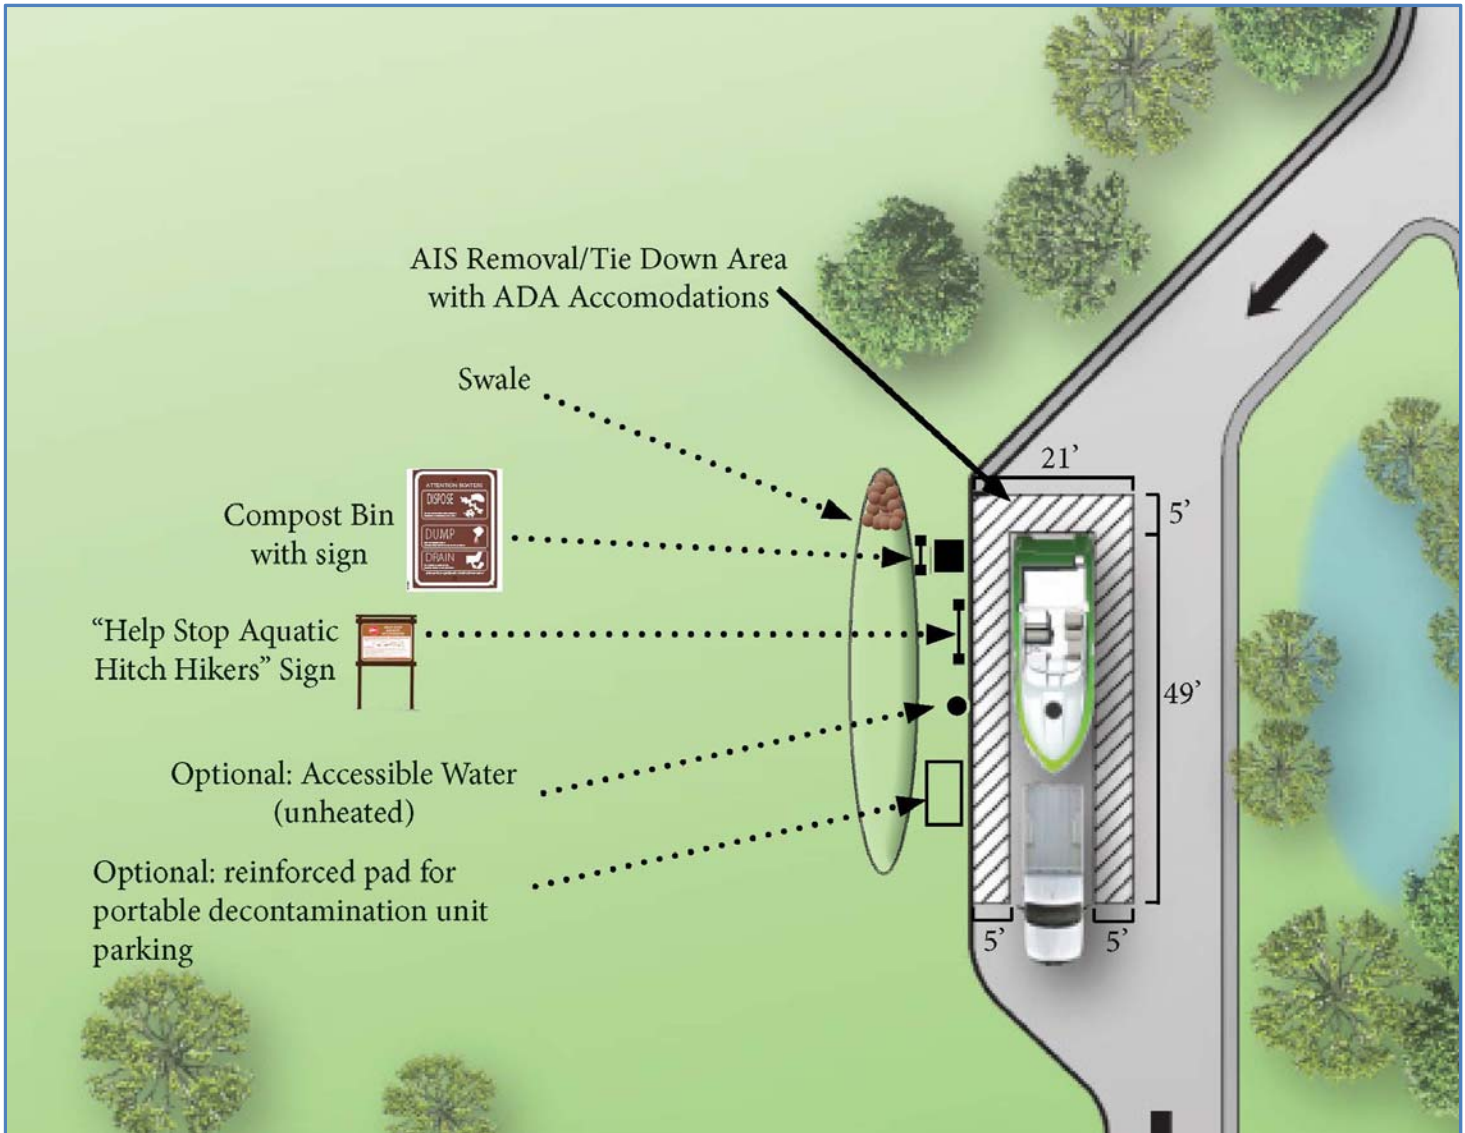 AIS Removal/Tie Down Area
with ADA Accomodations
Swale
21’
5’
Compost Bin
with sign
ATTENTION BOATERS
DISPOSE
DUMP
DRAIN
“Help Stop Aquatic
Hitch Hikers” Sign
49’
Optional: Accessible Water
(unheated)
Optional: reinforced pad for
portable decontamination unit
parking
5’
5’